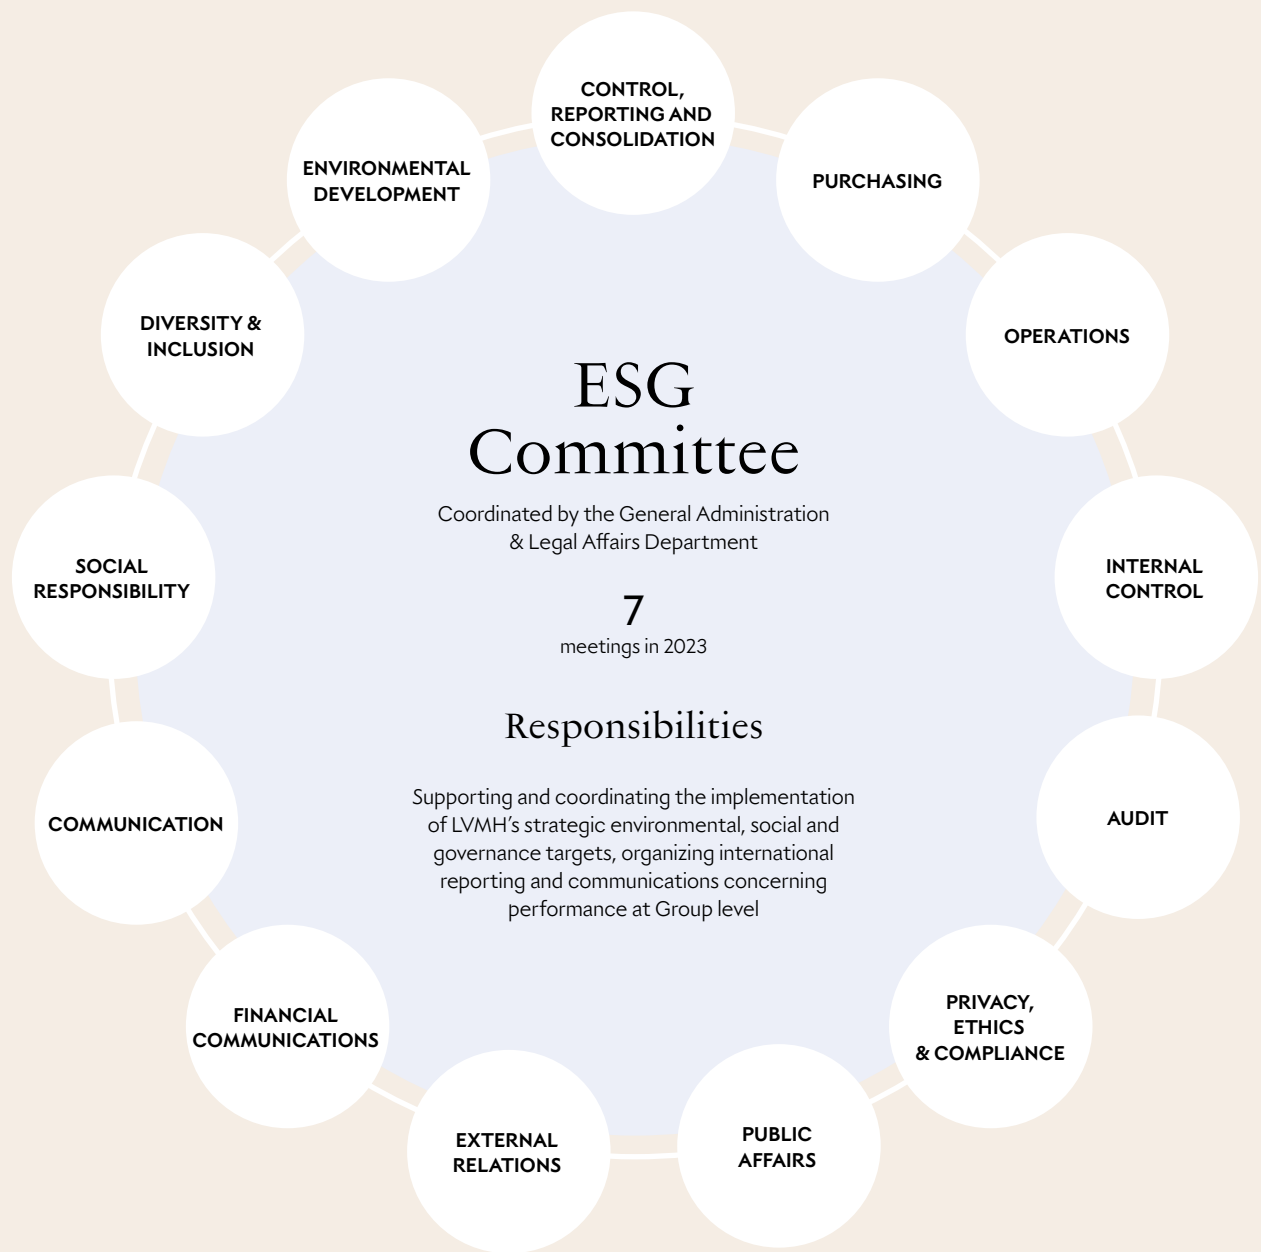 CONTROL,
REPORTING AND
CONSOLIDATION
PURCHASING
OPERATIONS
INTERNAL
CONTROL
AUDIT
PRIVACY,
ETHICS
& COMPLIANCE
PUBLIC
AFFAIRS
EXTERNAL
RELATIONS
FINANCIAL
COMMUNICATIONS
COMMUNICATION
SOCIAL
RESPONSIBILITY
DIVERSITY &
INCLUSION
ENVIRONMENTAL
DEVELOPMENT
ESG
Committee
Coordinated by the General Administration
& Legal Affairs Department
7
meetings in 2023
Responsibilities
Supporting and coordinating the implementation
of LVMH's strategic environmental, social and
governance targets, organizing international
reporting and communications concerning
performance at Group level